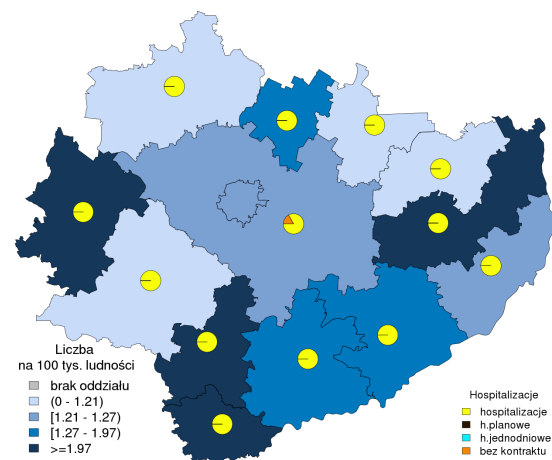 Liczba
na 100 tys. ludności
brak oddziału
(0 - 1.21)
[1.21 - 1.27)
[1.27 - 1.97)
>=1.97
Hospitalizacje
hospitalizacje
h.planowe
h.jednodniowe
bez kontraktu